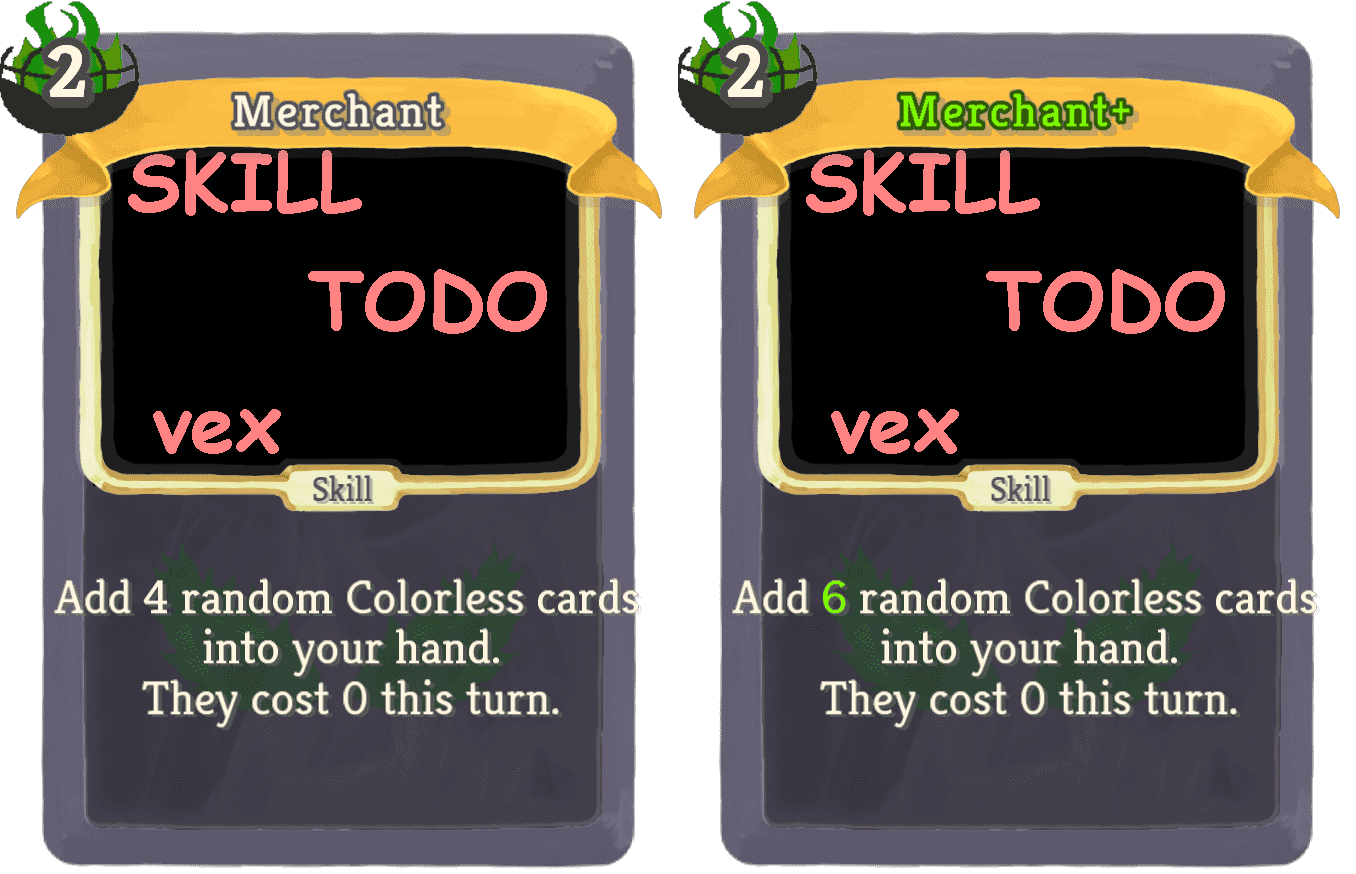 2
Merchant
SKILL
TODO
vex
Skill
Add 4 random Colorless cards
into your hand.
They cost 0 this turn.
2
Merchant+
SKILL
TODO
vex
Skill
Add 6 random Colorless cards
into your hand.
They cost 0 this turn.